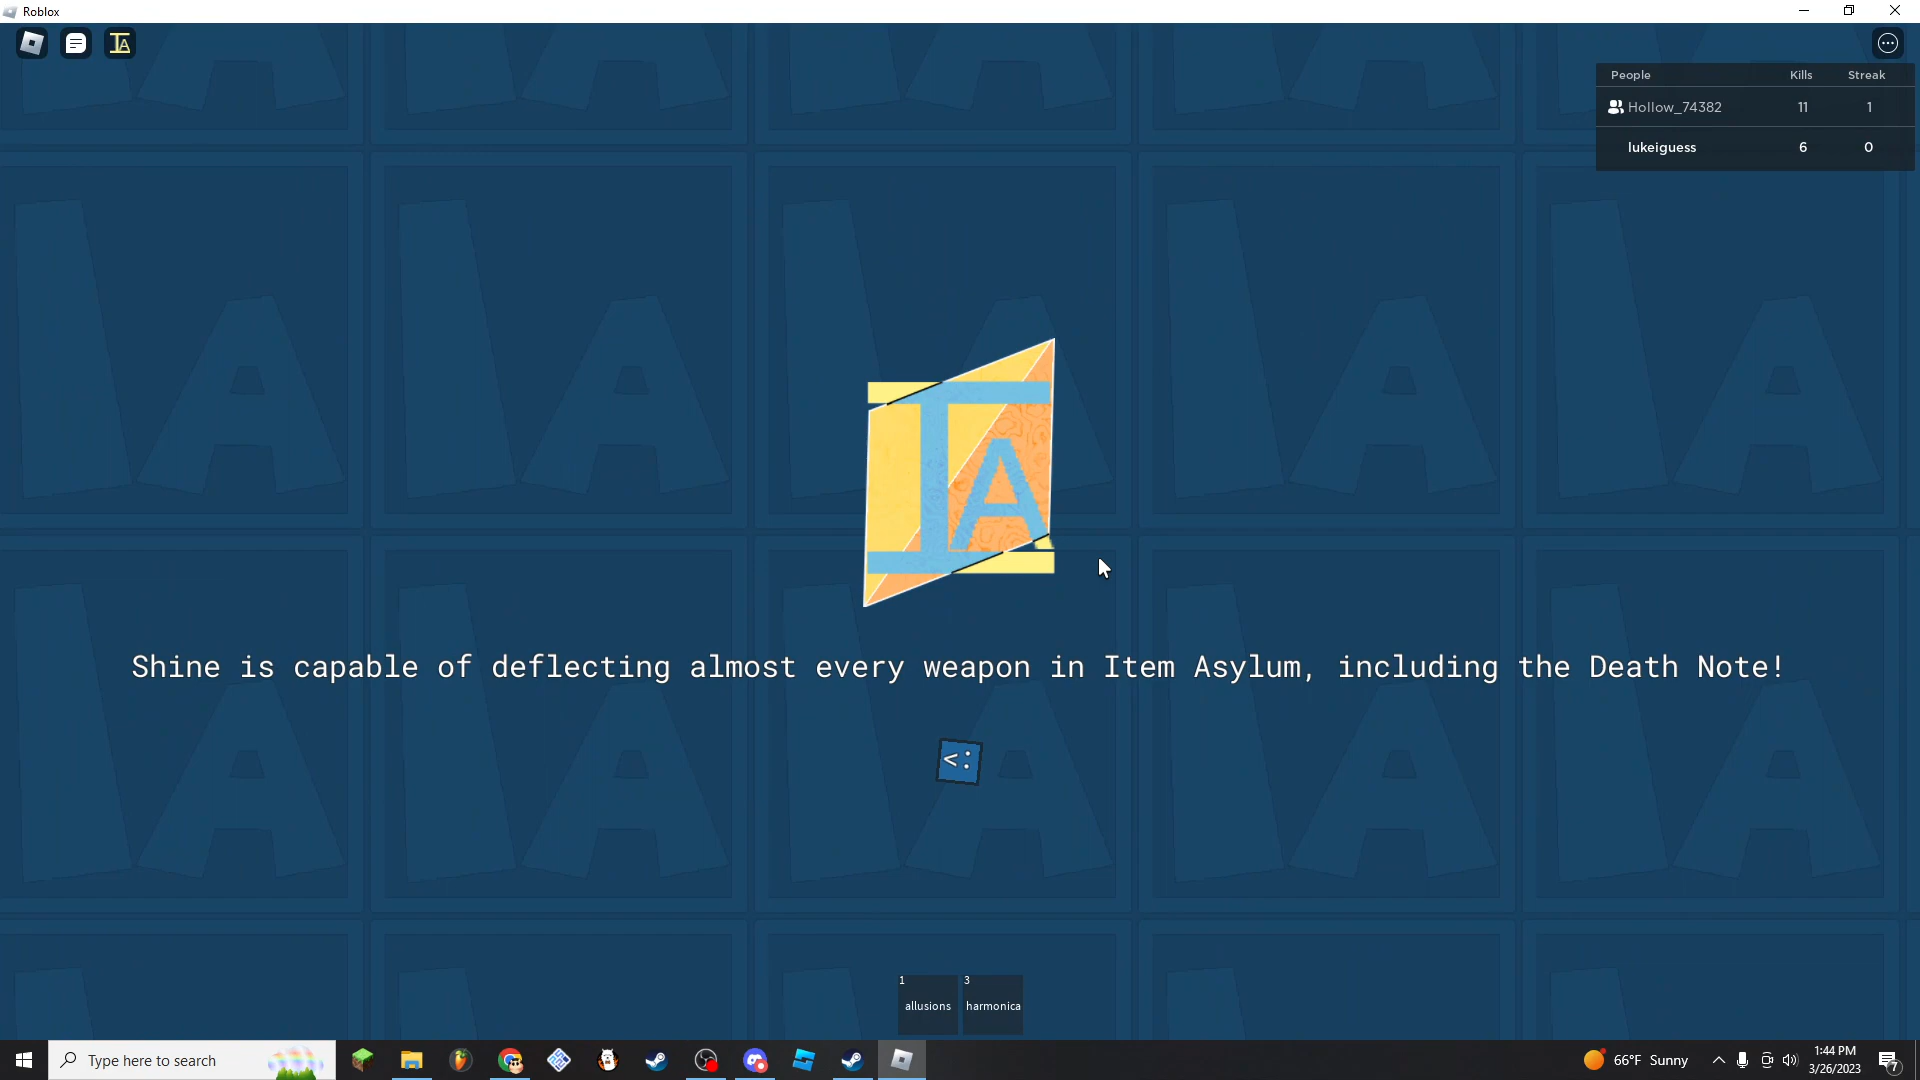 Roblox
IA
People Kills Streak
Hollow_74382 11 1
lukeiguess 6 0
IA
Shine is capable of deflecting almost every weapon in Item Asylum, including the Death Note!
<:
1 3
allusions harmonica
Type here to search
66°F Sunny
1:44 PM
3/26/2023
7